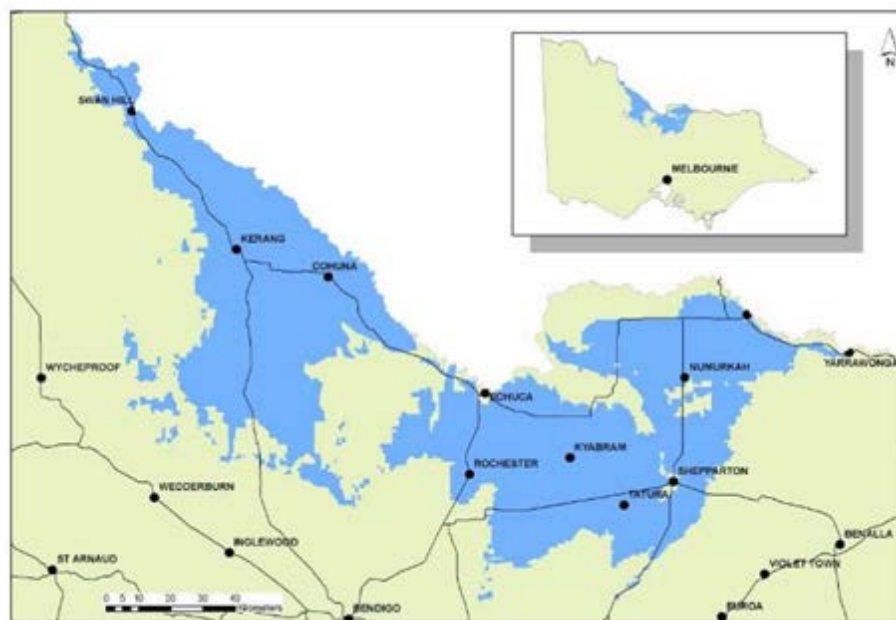 N
SWAN HILL
MELBOURNE
KERANG
COHUNA
YARRAWONGA
WYCHEPROOF
NUMURKAH
ECHUCA
KYABRAM
ROCHESTER
SHEPPARTON
WEDDERBURN
TATURA
BENALLA
INGLEWOOD
ST ARNAUD
VIOLET TOWN
0 5 10 20 30 40
Kilometers
BENDIGO
EUROA